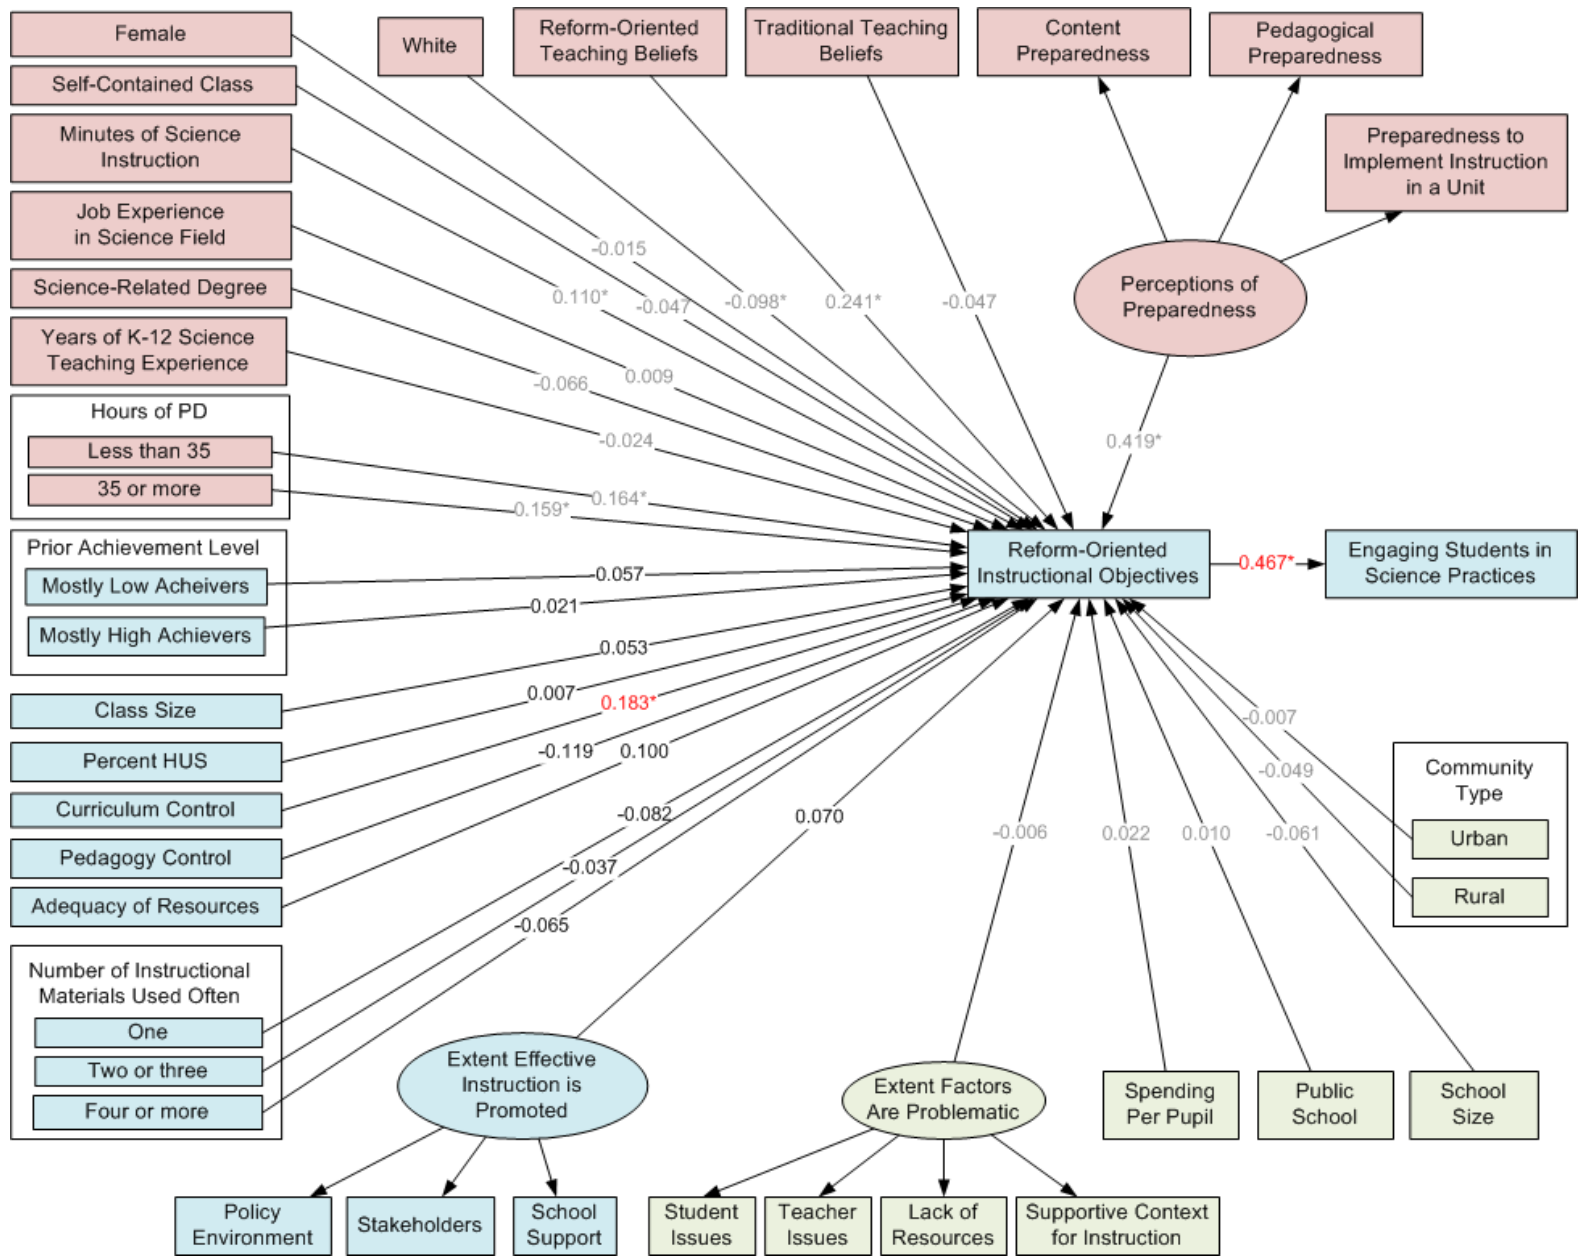 Female
White
Reform-Oriented
Teaching Beliefs
Traditional Teaching
Beliefs
Content
Preparedness
Pedagogical
Preparedness
Self-Contained Class
Minutes of Science
Instruction
Preparedness to
Implement Instruction
in a Unit
Job Experience
in Science Field
Science-Related Degree
Years of K-12 Science
Teaching Experience
Perceptions of
Preparedness
-0.015
0.110*
-0.047
-0.098*
0.241*
-0.047
-0.066
0.009
-0.024
0.419*
Hours of PD
Less than 35
35 or more
0.164*
0.159*
Prior Achievement Level
Mostly Low Acheivers
Mostly High Achievers
0.057
0.021
Reform-Oriented
Instructional Objectives
0.467*
Engaging Students in
Science Practices
Class Size
Percent HUS
Curriculum Control
Pedagogy Control
Adequacy of Resources
0.053
0.007
0.183*
-0.119
0.100
-0.082
-0.037
-0.065
0.070
-0.006
0.022
0.010
-0.061
-0.049
-0.007
Community
Type
Urban
Rural
Number of Instructional
Materials Used Often
One
Two or three
Four or more
Extent Effective
Instruction is
Promoted
Extent Factors
Are Problematic
Spending
Per Pupil
Public
School
School
Size
Policy
Environment
Stakeholders
School
Support
Student
Issues
Teacher
Issues
Lack of
Resources
Supportive Context
for Instruction